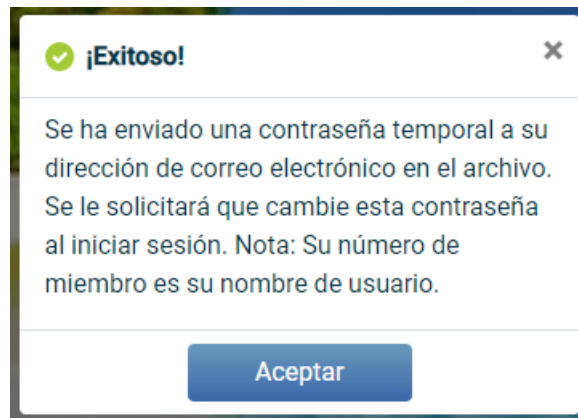 ¡Exitoso!
Se ha enviado una contraseña temporal a su
dirección de correo electrónico en el archivo.
Se le solicitará que cambie esta contraseña
al iniciar sesión. Nota: Su número de
miembro es su nombre de usuario.
Aceptar